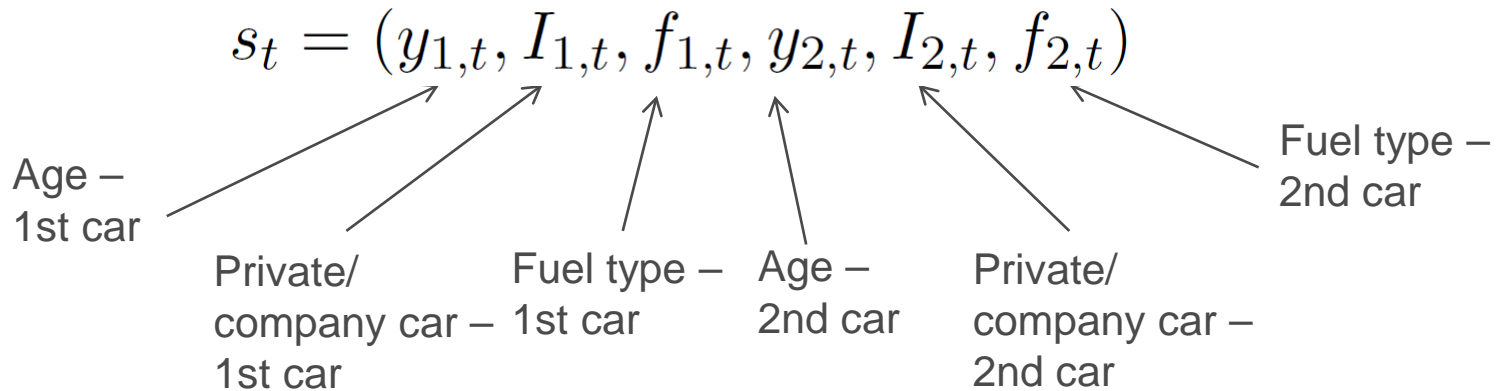 s_t = (y_{1,t}, I_{1,t}, f_{1,t}, y_{2,t}, I_{2,t}, f_{2,t})
Age –
1st car
Private/
company car –
1st car
Fuel type –
1st car
Age –
2nd car
Private/
company car –
2nd car
Fuel type –
2nd car